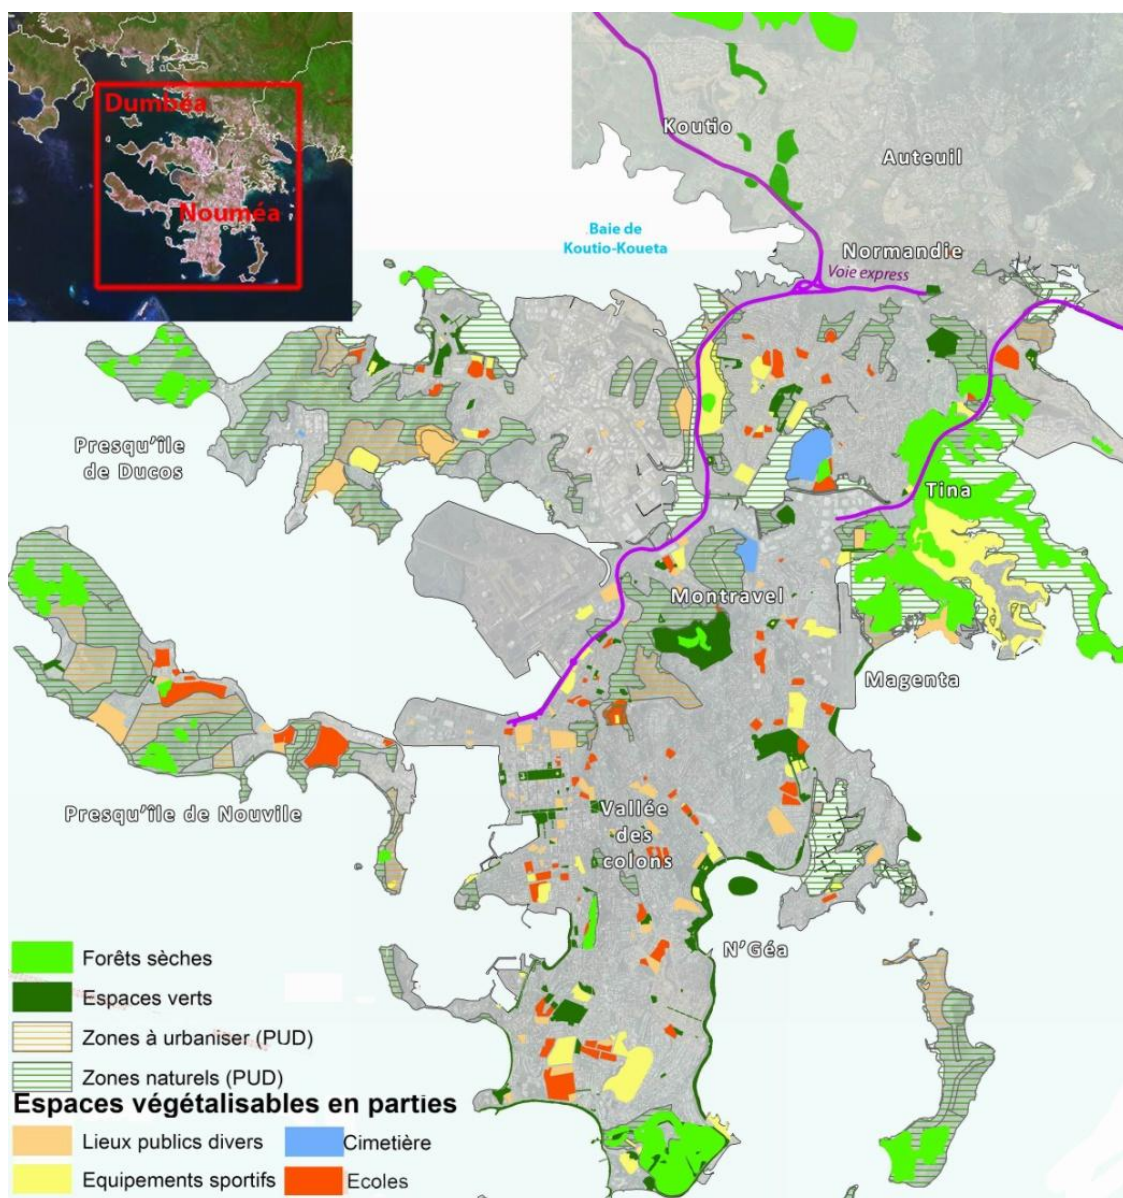 Dumbéa
Nouméa
Koutio
Auteuil
Baie de
Koutio-Koueta
Normandie
Voie express
Presqu'île
de Ducos
Tina
Montravel
Magenta
Presqu'île de Nouvile
Vallée
des
colons
N'Géa
Forêts sèches
Espaces verts
Zones à urbaniser (PUD)
Zones naturels (PUD)
Espaces végétalisables en parties
Lieux publics divers
Cimetière
Equipements sportifs
Ecoles